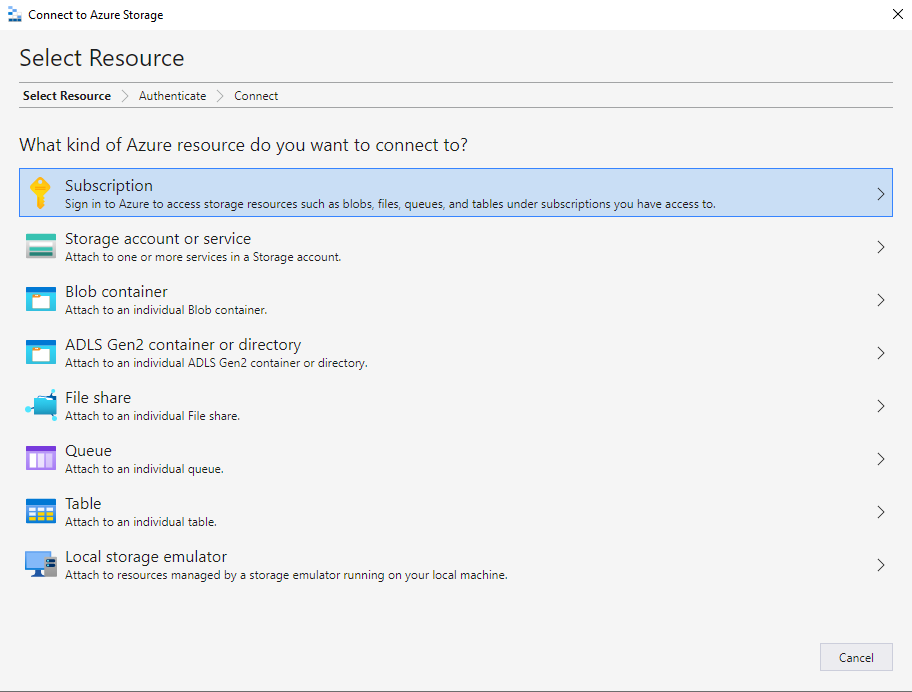 Connect to Azure Storage
Select Resource
Select Resource Authenticate Connect
What kind of Azure resource do you want to connect to?
Subscription
Sign in to Azure to access storage resources such as blobs, files, queues, and tables under subscriptions you have access to.
Storage account or service
Attach to one or more services in a Storage account.
Blob container
Attach to an individual Blob container.
ADLS Gen2 container or directory
Attach to an individual ADLS Gen2 container or directory.
File share
Attach to an individual File share.
Queue
Attach to an individual queue.
Table
Attach to an individual table.
Local storage emulator
Attach to resources managed by a storage emulator running on your local machine.
Cancel